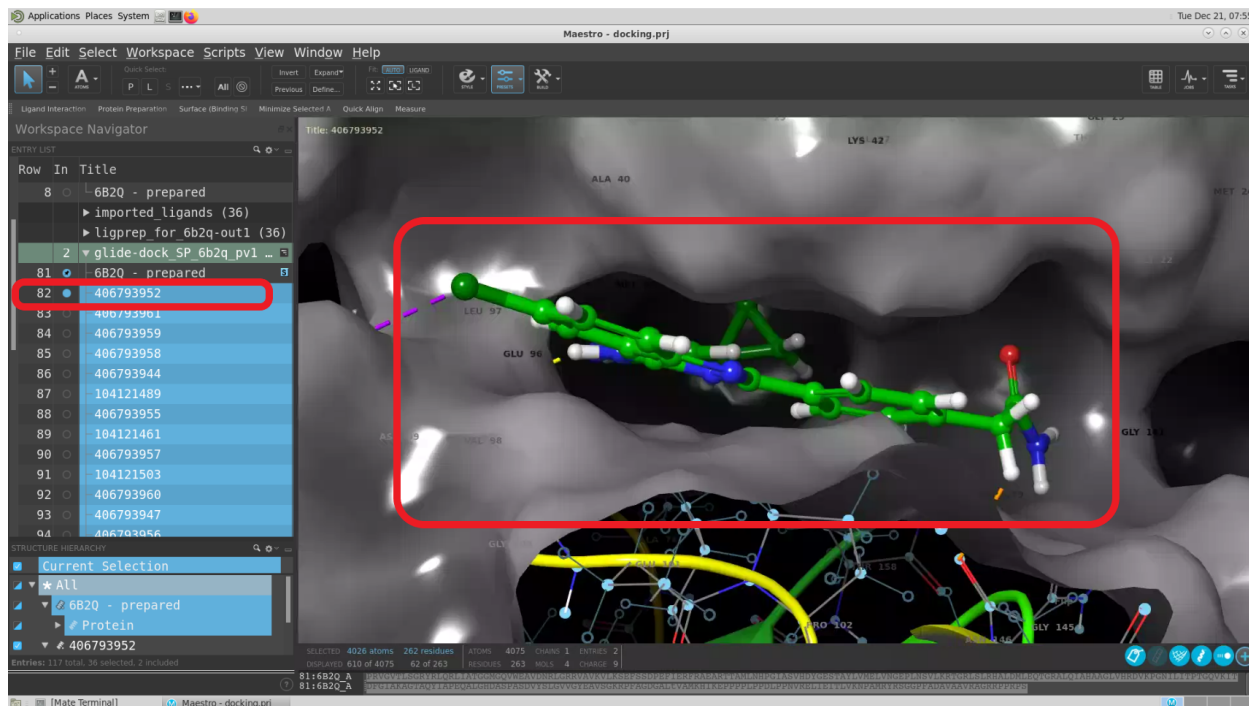 Applications Places System
Tue Dec 21, 07:55
Maestro - docking.prj
File Edit Select Workspace Scripts View Window Help
Quick Select:
Invert Expand
Fit: AUTO LIGAND
A
ATOMS
P L S All
Previous Define...
STYLE
PRESETS
BUILD
TABLE
JOBS
TASKS
Ligand Interaction Protein Preparation Surface (Binding Si Minimize Selected A Quick Align Measure
Workspace Navigator
ENTRY LIST
Row In Title
8 6B2Q - prepared
imported_ligands (36)
ligprep_for_6b2q-out1 (36)
2 glide-dock_SP_6b2q_pv1 ...
81 6B2Q - prepared S
82 406793952
83 406793961
84 406793959
85 406793958
86 406793944
87 104121489
88 406793955
89 104121461
90 406793957
91 104121503
92 406793960
93 406793947
94 406793956
STRUCTURE HIERARCHY
Current Selection
All
6B2Q - prepared
Protein
406793952
Entries: 117 total, 36 selected, 2 included
Title: 406793952
LYS 42
ALA 40
LEU 97
GLU 96
PRO 102
GLY 145
SELECTED 4026 atoms 262 residues ATOMS 4075 CHAINS 1 ENTRIES 2
DISPLAYED 610 of 4075 62 of 263 RESIDUES 263 MOLS 4 CHARGE 9
81:6B2Q_A
81:6B2Q_A
[Mate Terminal] Maestro - docking.prj